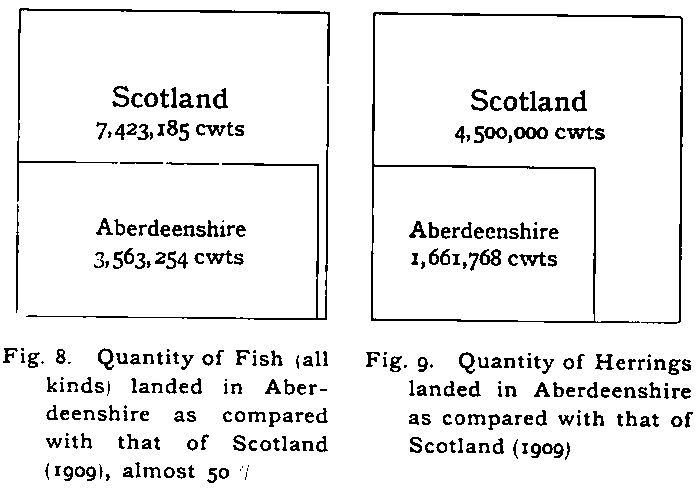 Scotland
7,423,185 cwts
Aberdeenshire
3,563,254 cwts
Scotland
4,500,000 cwts
Aberdeenshire
1,661,768 cwts
Fig. 8. Quantity of Fish (all
kinds) landed in Aber-
deenshire as compared
with that of Scotland
(1909), almost 50
Fig. 9. Quantity of Herrings
landed in Aberdeenshire
as compared with that of
Scotland (1909)